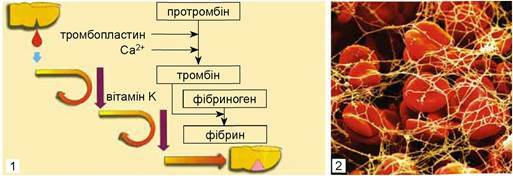 протромбін
тромбопластин
Ca²⁺
тромбін
фібриноген
вітамін К
фібрин
1
2